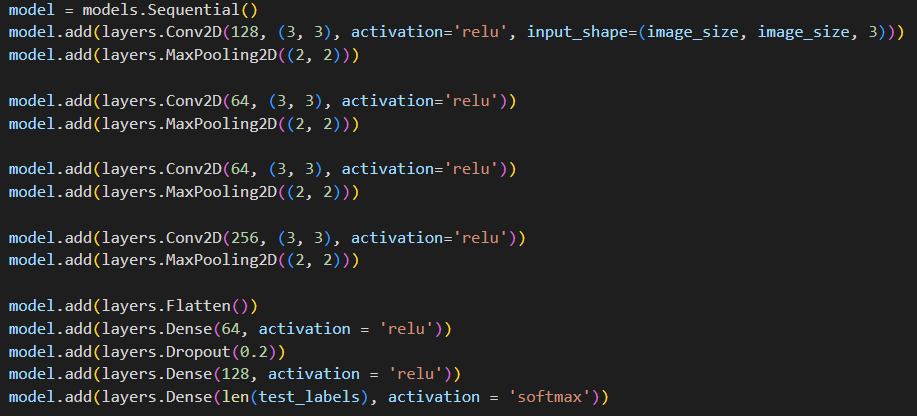 model = models.Sequential()
model.add(layers.Conv2D(128, (3, 3), activation='relu', input_shape=(image_size, image_size, 3)))
model.add(layers.MaxPooling2D((2, 2)))

model.add(layers.Conv2D(64, (3, 3), activation='relu'))
model.add(layers.MaxPooling2D((2, 2)))

model.add(layers.Conv2D(64, (3, 3), activation='relu'))
model.add(layers.MaxPooling2D((2, 2)))

model.add(layers.Conv2D(256, (3, 3), activation='relu'))
model.add(layers.MaxPooling2D((2, 2)))

model.add(layers.Flatten())
model.add(layers.Dense(64, activation = 'relu'))
model.add(layers.Dropout(0.2))
model.add(layers.Dense(128, activation = 'relu'))
model.add(layers.Dense(len(test_labels), activation = 'softmax'))